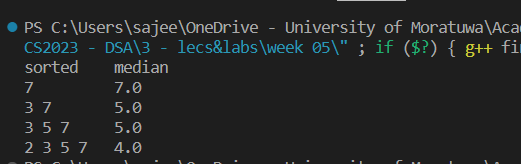 PS C:\Users\sajee\OneDrive - University of Moratuwa\Aca
CS2023 - DSA\3 - lecs&labs\week 05\" ; if ($?) { g++ fi
sorted median
7 7.0
3 7 5.0
3 5 7 5.0
2 3 5 7 4.0